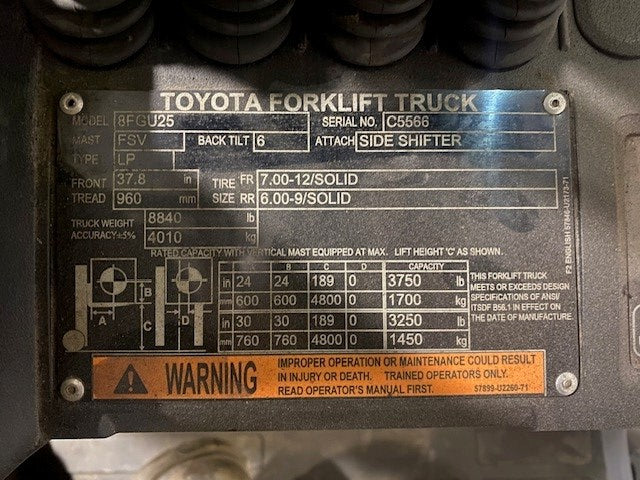 TOYOTA FORKLIFT TRUCK
MODEL 8FGU25 SERIAL NO. C5566
MAST FSV BACK TILT 6 ATTACH SIDE SHIFTER
TYPE LP
FRONT TREAD 37.8 in 960 mm
TIRE SIZE FR 7.00-12/SOLID
RR 6.00-9/SOLID
TRUCK WEIGHT ACCURACY±5% 8840 lb
4010 kg
RATED CAPACITY WITH VERTICAL MAST EQUIPPED AT MAX. LIFT HEIGHT 'C' AS SHOWN.
A B C D
A B C D CAPACITY
in 24 24 189 0 3750 lb
mm 600 600 4800 0 1700 kg
in 30 30 189 0 3250 lb
mm 760 760 4800 0 1450 kg
THIS FORKLIFT TRUCK
MEETS OR EXCEEDS DESIGN
SPECIFICATIONS OF ANSI/
ITSDF B56.1 IN EFFECT ON
THE DATE OF MANUFACTURE.
F2 ENGLISH 57846-U2173-71
WARNING
IMPROPER OPERATION OR MAINTENANCE COULD RESULT
IN INJURY OR DEATH. TRAINED OPERATORS ONLY.
READ OPERATOR'S MANUAL FIRST. 57899-U2260-71